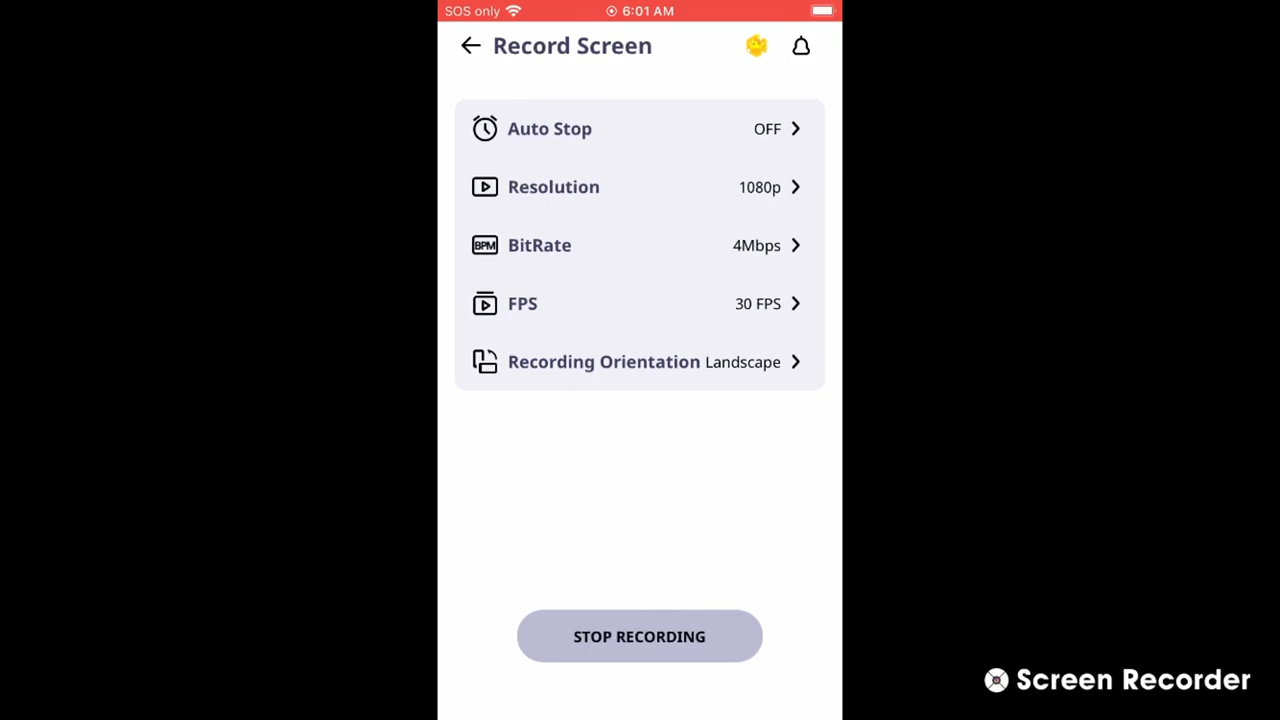 SOS only 6:01 AM
Record Screen
Auto Stop OFF
Resolution 1080p
BPM BitRate 4Mbps
FPS 30 FPS
Recording Orientation Landscape
STOP RECORDING
Screen Recorder